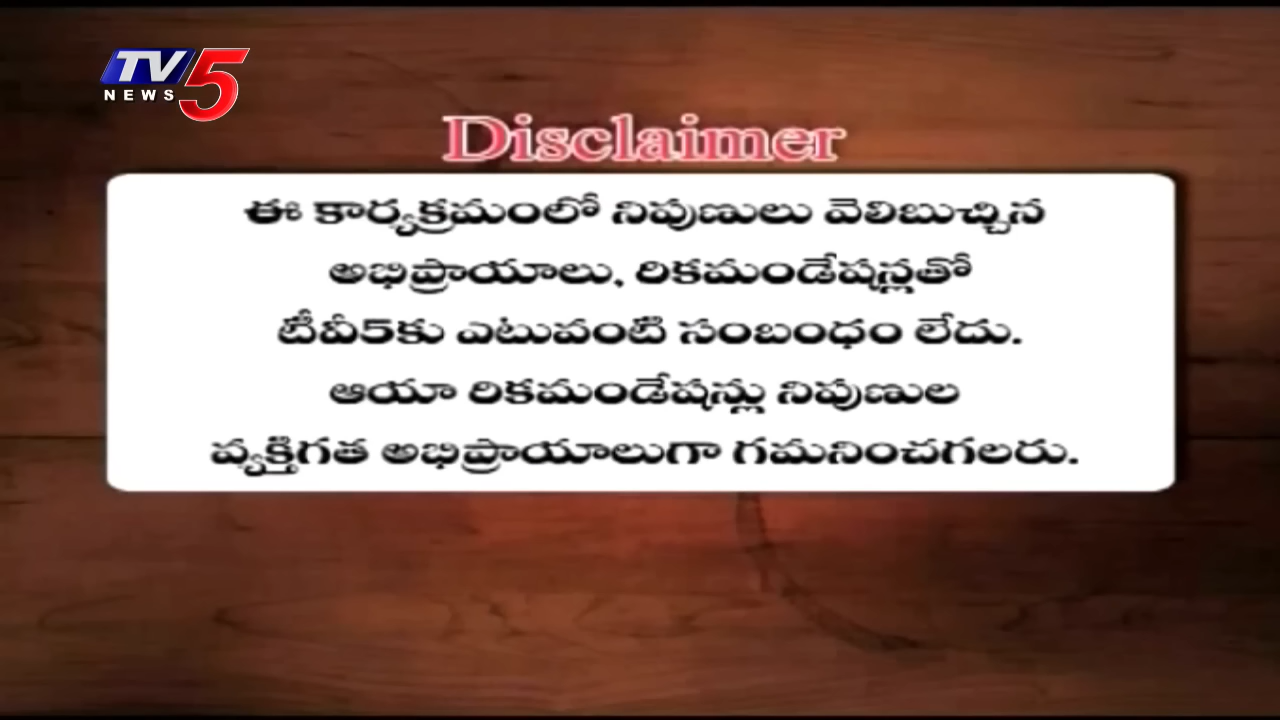 TV5
NEWS
Disclaimer
ఈ కార్యక్రమంలో నిపుణులు వెలిబుచ్చిన
అభిప్రాయాలు, రికమండేషన్లతో
టీవీ5కు ఎటువంటి సంబంధం లేదు.
ఆయా రికమండేషన్లు నిపుణుల
వ్యక్తిగత అభిప్రాయాలుగా గమనించగలరు.